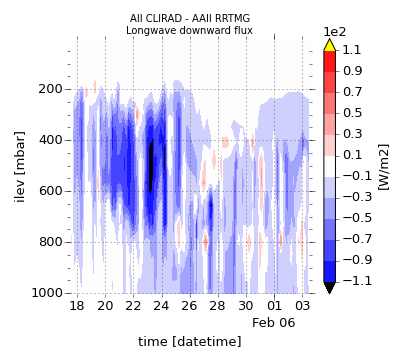 All CLIRAD - AAll RRTMG
Longwave downward flux
1e2
1.1
0.9
0.7
0.5
0.3
0.1
−0.1
−0.3
−0.5
−0.7
−0.9
−1.1
[W/m2]
ilev [mbar]
200
400
600
800
1000
18 20 22 24 26 28 30 01 03
Feb 06
time [datetime]